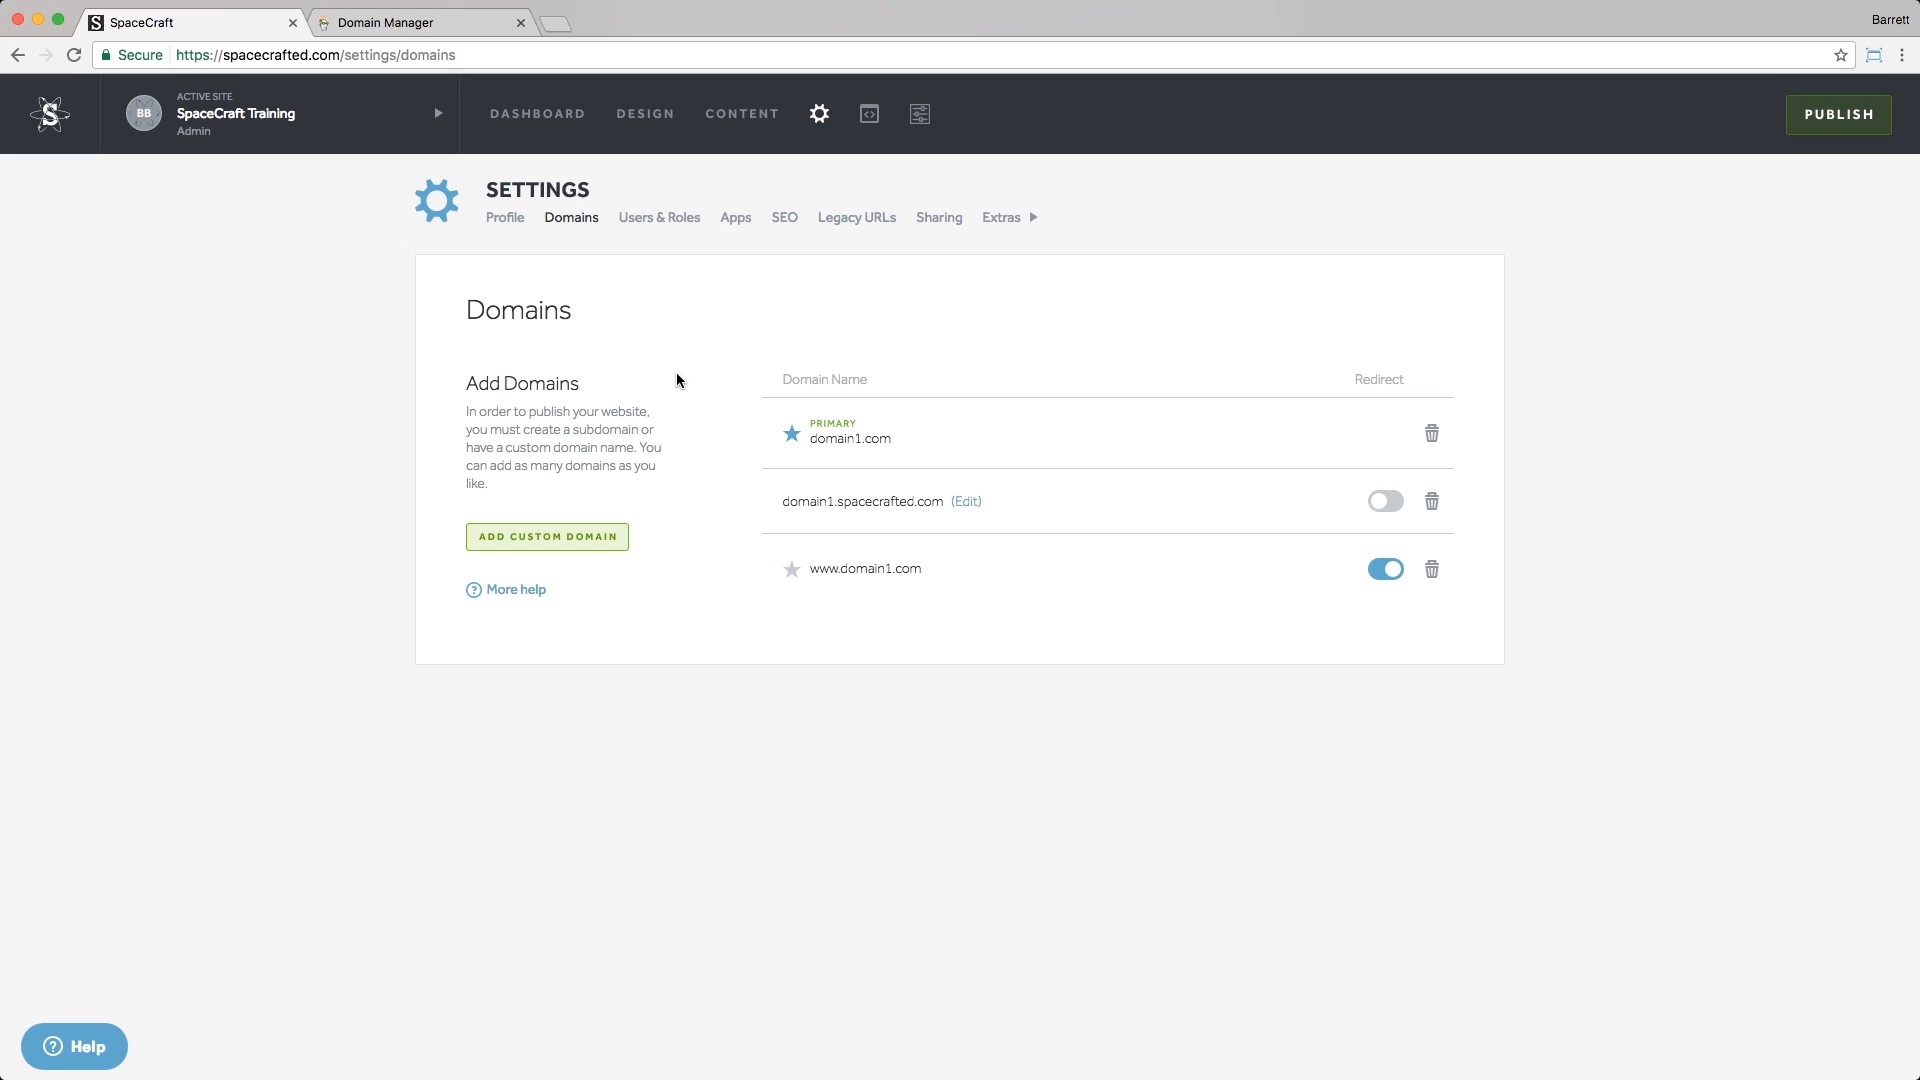 SpaceCraft
Domain Manager
Barrett
Secure
https://spacecrafted.com/settings/domains
S
BB
ACTIVE SITE
SpaceCraft Training
Admin
DASHBOARD
DESIGN
CONTENT
PUBLISH
SETTINGS
Profile
Domains
Users & Roles
Apps
SEO
Legacy URLs
Sharing
Extras
Domains
Add Domains
In order to publish your website,
you must create a subdomain or
have a custom domain name. You
can add as many domains as you
like.
ADD CUSTOM DOMAIN
? More help
Domain Name
Redirect
PRIMARY
domain1.com
domain1.spacecrafted.com (Edit)
www.domain1.com
? Help